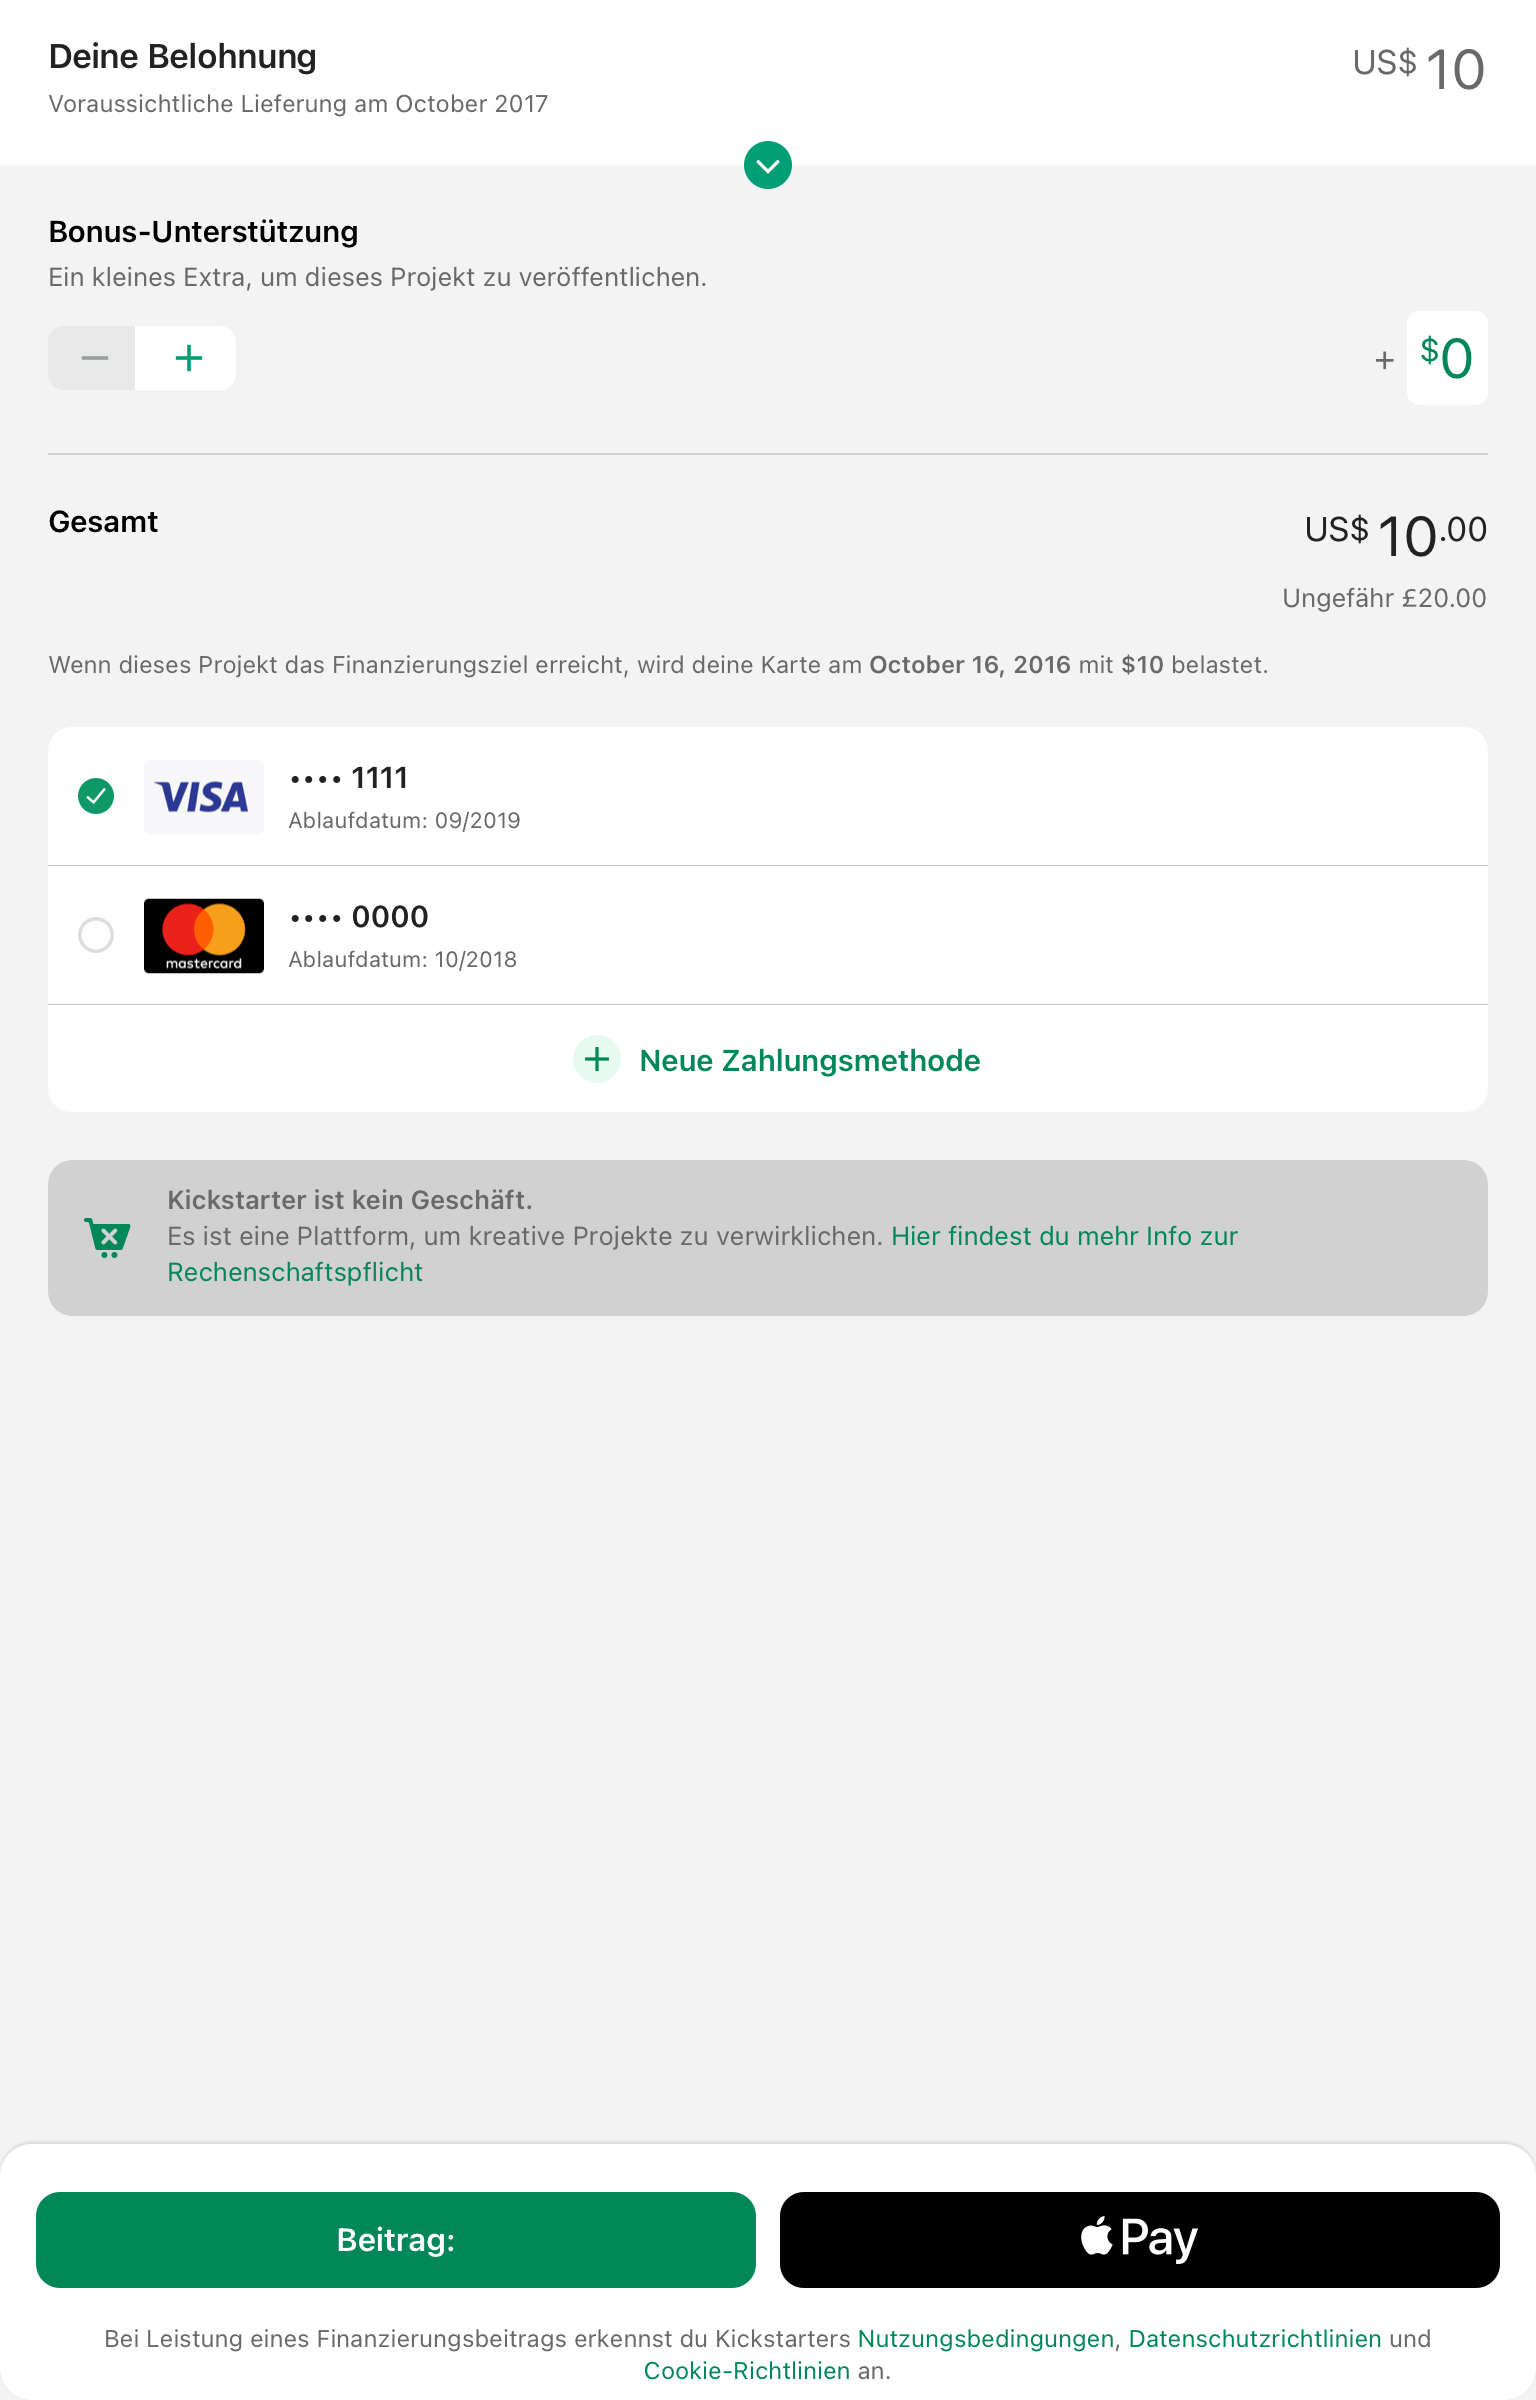 Deine Belohnung
US$ 10
Voraussichtliche Lieferung am October 2017
Bonus-Unterstützung
Ein kleines Extra, um dieses Projekt zu veröffentlichen.
− +
+ $0
Gesamt
US$ 10.00
Ungefähr £20.00
Wenn dieses Projekt das Finanzierungsziel erreicht, wird deine Karte am October 16, 2016 mit $10 belastet.
VISA
•••• 1111
Ablaufdatum: 09/2019
mastercard
•••• 0000
Ablaufdatum: 10/2018
+ Neue Zahlungsmethode
Kickstarter ist kein Geschäft.
Es ist eine Plattform, um kreative Projekte zu verwirklichen. Hier findest du mehr Info zur
Rechenschaftspflicht
Beitrag:
Pay
Bei Leistung eines Finanzierungsbeitrags erkennst du Kickstarters Nutzungsbedingungen, Datenschutzrichtlinien und
Cookie-Richtlinien an.